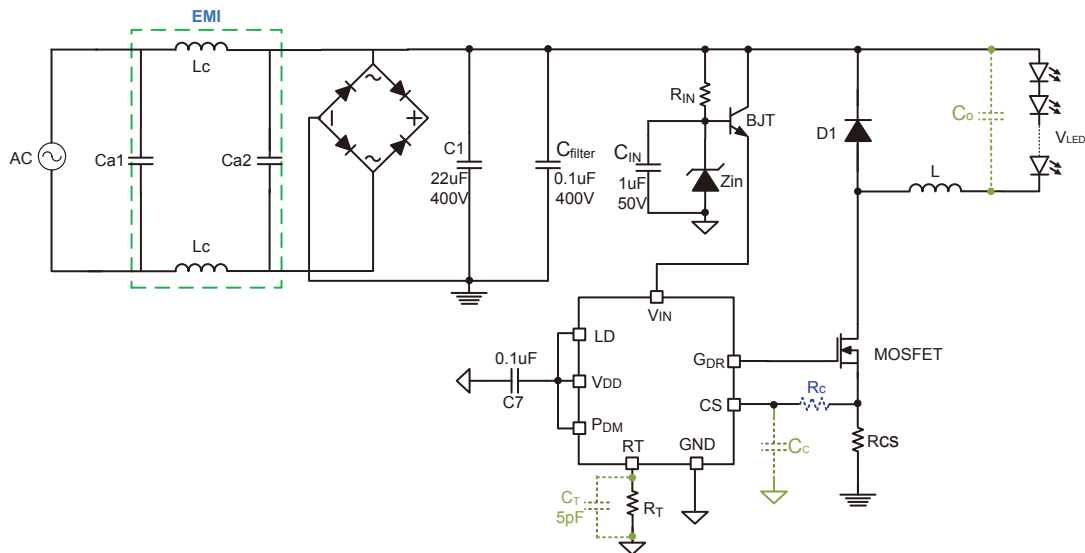 EMI
Lc
AC
Ca1
Ca2
Lc
~
~
−
+
C1
22uF
400V
Cfilter
0.1uF
400V
RIN
CIN
1uF
50V
Zin
BJT
D1
Co
VLED
L
VIN
LD
VDD
PDM
RT
GND
GDR
CS
0.1uF
C7
MOSFET
Rc
RCS
Cc
CT
5pF
RT